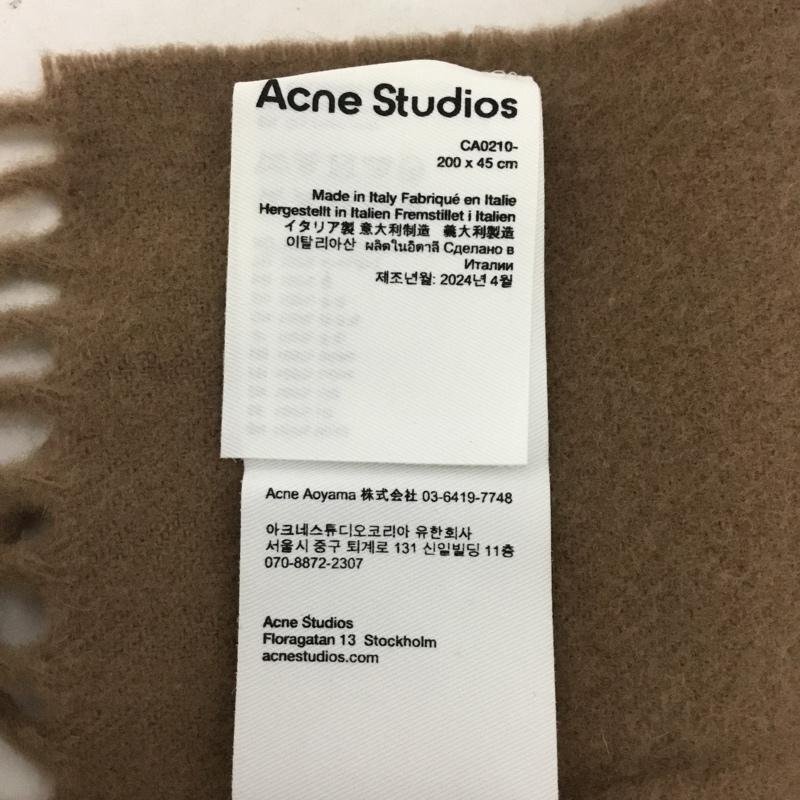 Acne Studios
CA0210-
200 x 45 cm
Made in Italy Fabriqué en Italie
Hergestellt in Italien Fremstillet i Italien
イタリア製 意大利制造 義大利製造
이탈리아산 ผลิตในอิตาลี Сделано в
Италии
제조년월: 2024년 4월
Acne Aoyama 株式会社 03-6419-7748
아크네스튜디오코리아 유한회사
서울시 중구 퇴계로 131 신일빌딩 11층
070-8872-2307
Acne Studios
Floragatan 13 Stockholm
acnestudios.com